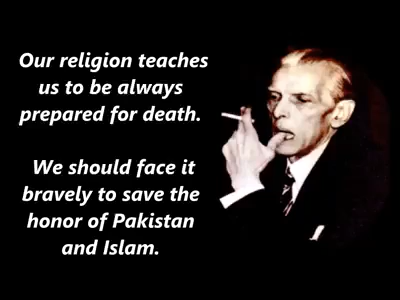 Our religion teaches
us to be always
prepared for death.
We should face it
bravely to save the
honor of Pakistan
and Islam.